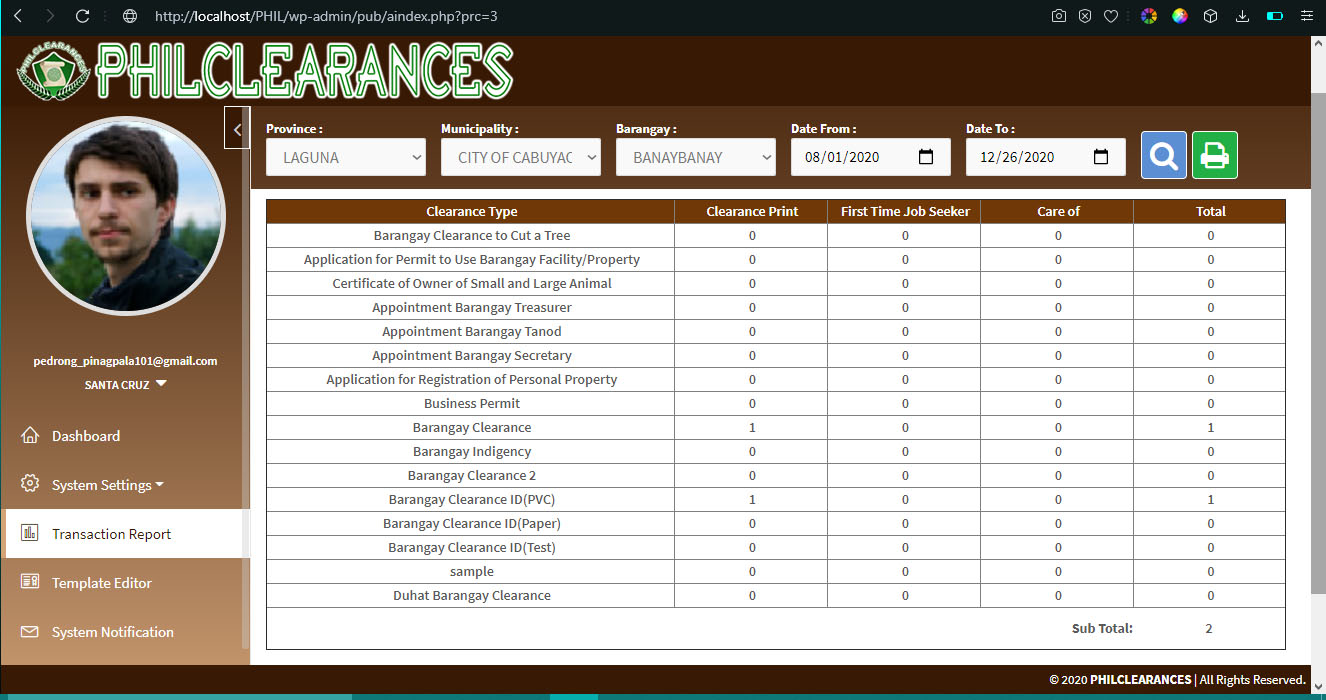 http://localhost/PHIL/wp-admin/pub/aindex.php?prc=3
PHILCLEARANCES PHILCLEARANCES
Province : Municipality : Barangay : Date From : Date To :
LAGUNA CITY OF CABUYAC BANAYBANAY 08/01/2020 12/26/2020
pedrong_pinagpala101@gmail.com
SANTA CRUZ
Dashboard
System Settings
Transaction Report
Template Editor
System Notification
Clearance Type Clearance Print First Time Job Seeker Care of Total
Barangay Clearance to Cut a Tree 0 0 0 0
Application for Permit to Use Barangay Facility/Property 0 0 0 0
Certificate of Owner of Small and Large Animal 0 0 0 0
Appointment Barangay Treasurer 0 0 0 0
Appointment Barangay Tanod 0 0 0 0
Appointment Barangay Secretary 0 0 0 0
Application for Registration of Personal Property 0 0 0 0
Business Permit 0 0 0 0
Barangay Clearance 1 0 0 1
Barangay Indigency 0 0 0 0
Barangay Clearance 2 0 0 0 0
Barangay Clearance ID(PVC) 1 0 0 1
Barangay Clearance ID(Paper) 0 0 0 0
Barangay Clearance ID(Test) 0 0 0 0
sample 0 0 0 0
Duhat Barangay Clearance 0 0 0 0
Sub Total: 2
© 2020 PHILCLEARANCES | All Rights Reserved.